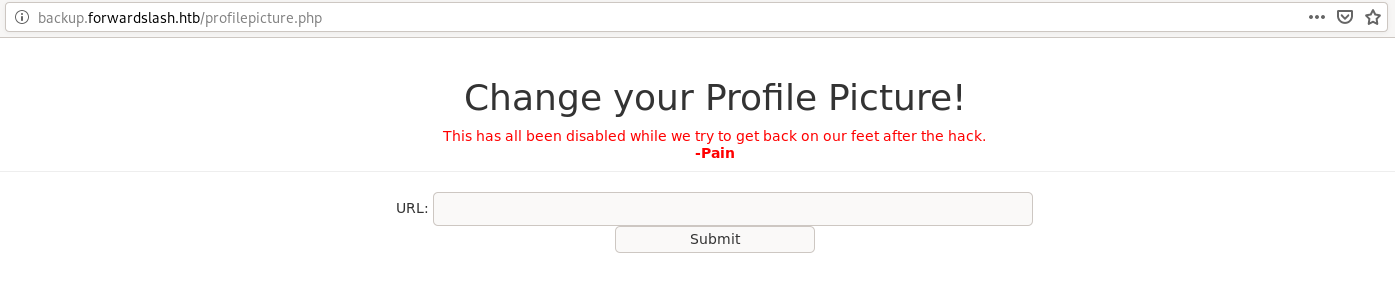 backup.forwardslash.htb/profilepicture.php
Change your Profile Picture!
This has all been disabled while we try to get back on our feet after the hack.
-Pain
URL:
Submit